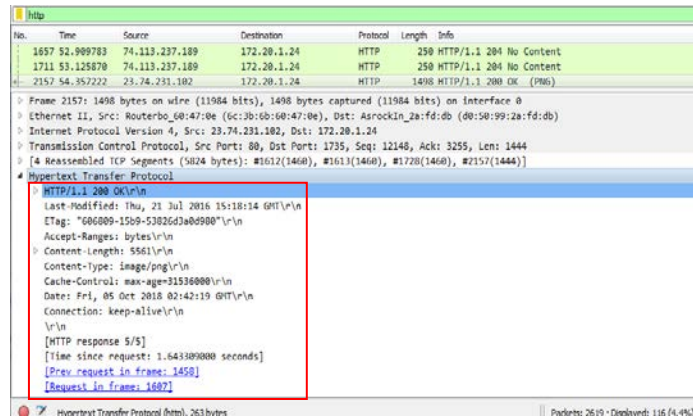 http
No. Time Source Destination Protocol Length Info
1657 52.909783 74.113.237.189 172.20.1.24 HTTP 250 HTTP/1.1 204 No Content
1711 53.125870 74.113.237.189 172.20.1.24 HTTP 250 HTTP/1.1 204 No Content
2157 54.357222 23.74.231.102 172.20.1.24 HTTP 1498 HTTP/1.1 200 OK (PNG)
Frame 2157: 1498 bytes on wire (11984 bits), 1498 bytes captured (11984 bits) on interface 0
Ethernet II, Src: Routerbo_60:47:0e (6c:3b:6b:60:47:0e), Dst: AsrockIn_2a:fd:db (d0:50:99:2a:fd:db)
Internet Protocol Version 4, Src: 23.74.231.102, Dst: 172.20.1.24
Transmission Control Protocol, Src Port: 80, Dst Port: 1735, Seq: 12148, Ack: 3255, Len: 1444
[4 Reassembled TCP Segments (5824 bytes): #1612(1460), #1613(1460), #1728(1460), #2157(1444)]
Hypertext Transfer Protocol
HTTP/1.1 200 OK\r\n
Last-Modified: Thu, 21 Jul 2016 15:18:14 GMT\r\n
ETag: "606809-15b9-53826d3a0d980"\r\n
Accept-Ranges: bytes\r\n
Content-Length: 5561\r\n
Content-Type: image/png\r\n
Cache-Control: max-age=31536000\r\n
Date: Fri, 05 Oct 2018 02:42:19 GMT\r\n
Connection: keep-alive\r\n
\r\n
[HTTP response 5/5]
[Time since request: 1.643309000 seconds]
[Prev request in frame: 1458]
[Request in frame: 1607]
Hypertext Transfer Protocol (http), 263 bytes
Packets: 2619 · Displayed: 116 (4.4%)